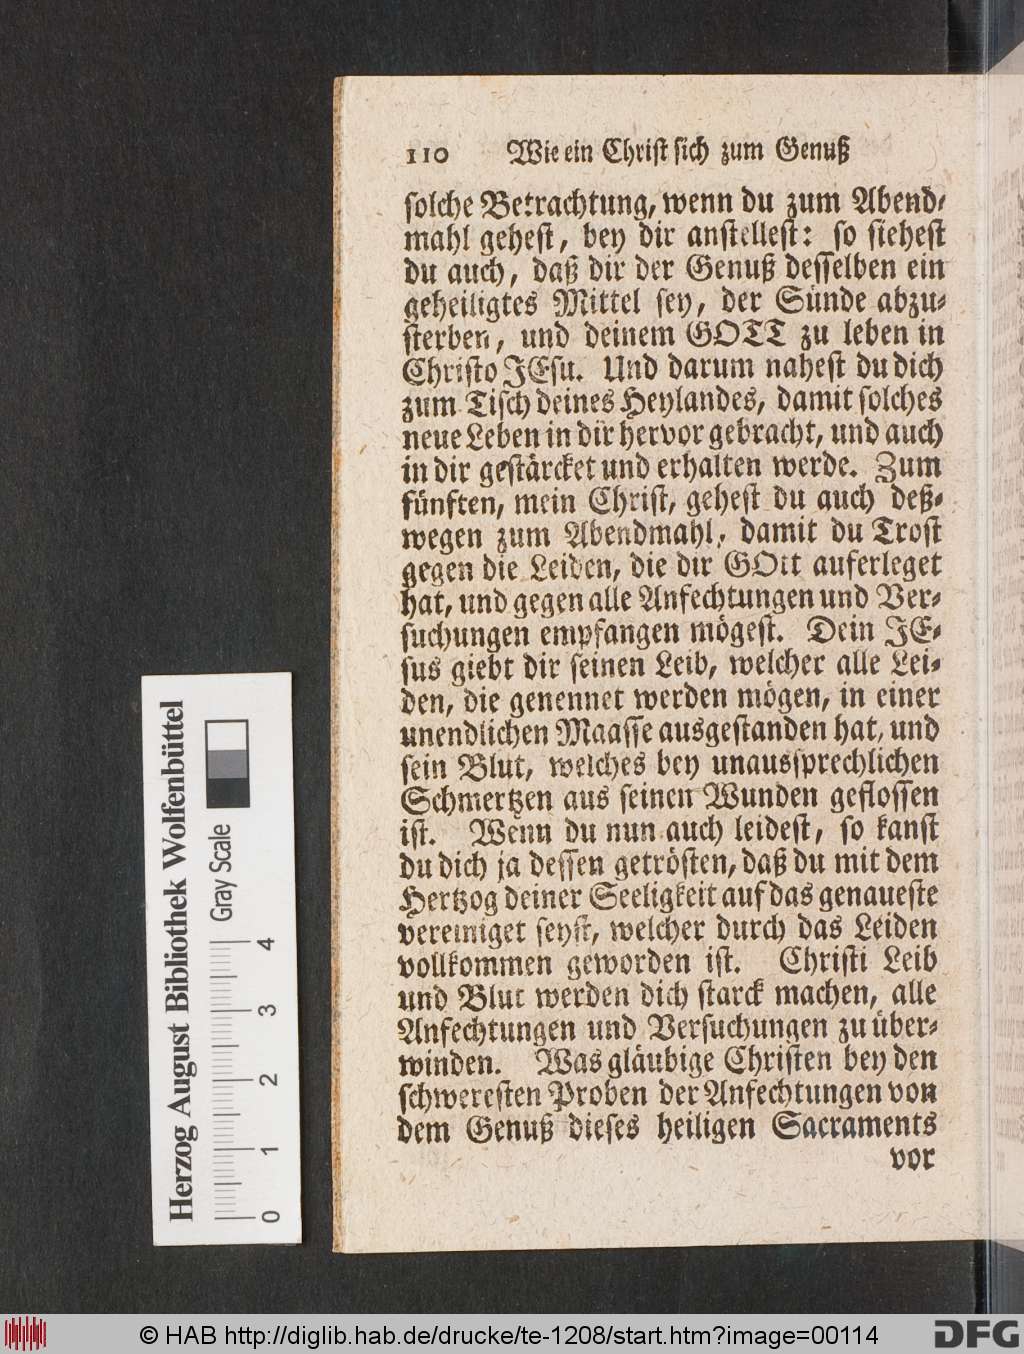 110 Wie ein Christ sich zum Genuß
solche Betrachtung, wenn du zum Abend-
mahl gehest, bey dir anstellest: so siehest
du auch, daß dir der Genuß desselben ein
geheiligtes Mittel sey, der Sünde abzu-
sterben, und deinem GOTT zu leben in
Christo JEsu. Und darum nahest du dich
zum Tisch deines Heylandes, damit solches
neue Leben in dir hervor gebracht, und auch
in dir gestärcket und erhalten werde. Zum
fünften, mein Christ, gehest du auch deß-
wegen zum Abendmahl, damit du Trost
gegen die Leiden, die dir GOtt auferleget
hat, und gegen alle Anfechtungen und Ver-
suchungen empfangen mögest. Dein JE-
sus giebt dir seinen Leib, welcher alle Lei-
den, die genennet werden mögen, in einer
unendlichen Maasse ausgestanden hat, und
sein Blut, welches bey unaussprechlichen
Schmertzen aus seinen Wunden geflossen
ist. Wenn du nun auch leidest, so kanst
du dich ja dessen getrösten, daß du mit dem
Hertzog deiner Seeligkeit auf das genaueste
vereiniget seyst, welcher durch das Leiden
vollkommen geworden ist. Christi Leib
und Blut werden dich starck machen, alle
Anfechtungen und Versuchungen zu über-
winden. Was gläubige Christen bey den
schweresten Proben der Anfechtungen von
dem Genuß dieses heiligen Sacraments
vor
Herzog August Bibliothek Wolfenbüttel
Gray Scale
0 1 2 3 4
© HAB http://diglib.hab.de/drucke/te-1208/start.htm?image=00114
DFG